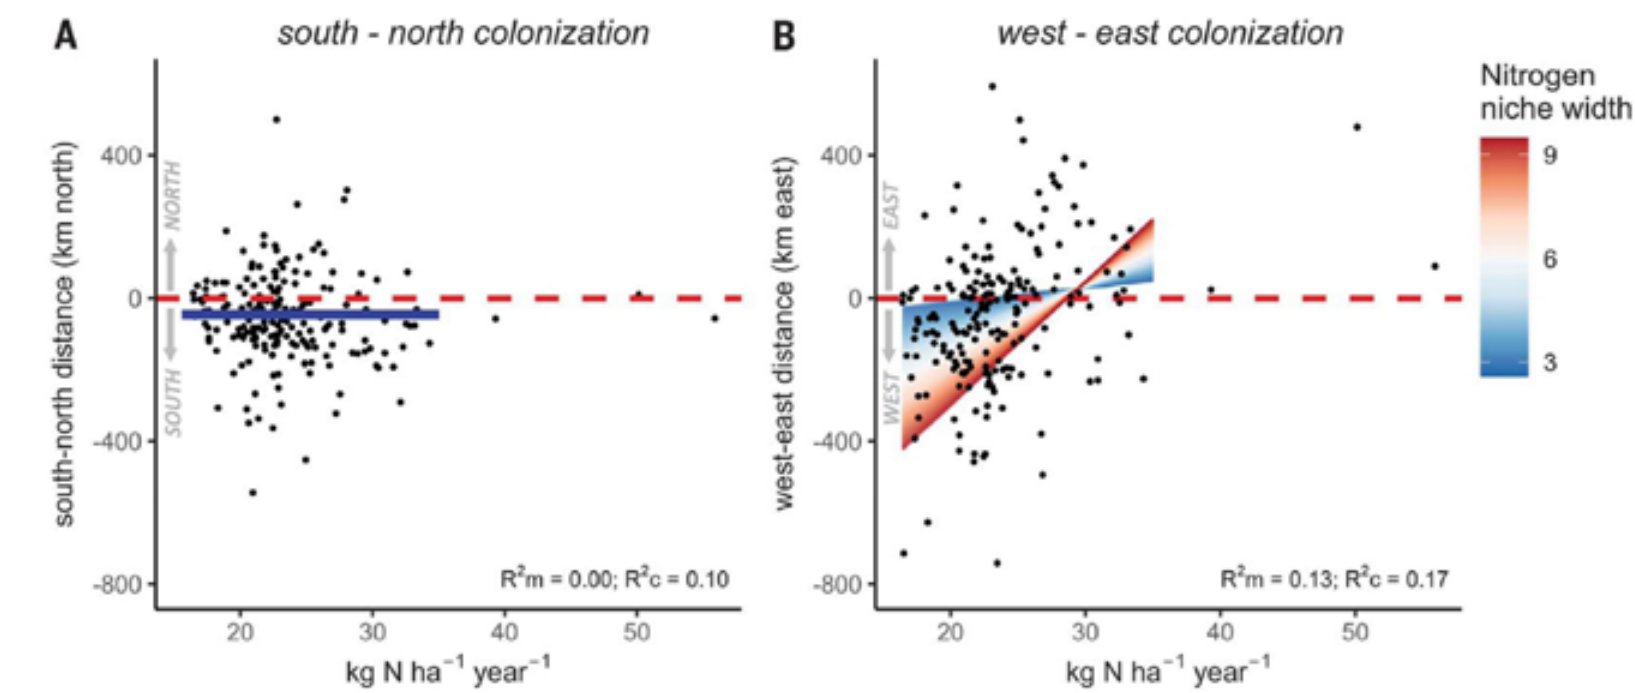 A
south - north colonization
south-north distance (km north)
400
0
-400
-800
NORTH
SOUTH
R²m = 0.00; R²c = 0.10
20
30
40
50
kg N ha⁻¹ year⁻¹
B
west - east colonization
west-east distance (km east)
400
0
-400
-800
EAST
WEST
R²m = 0.13; R²c = 0.17
20
30
40
50
kg N ha⁻¹ year⁻¹
Nitrogen
niche width
9
6
3